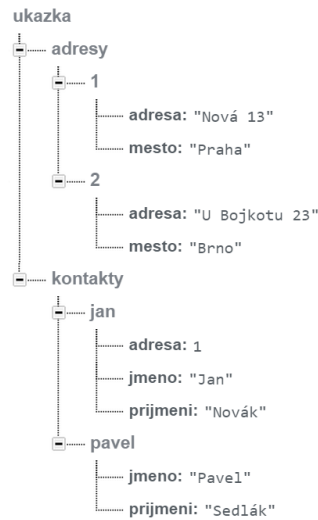 ukazka
adresy
1
adresa: "Nová 13"
mesto: "Praha"
2
adresa: "U Bojkotu 23"
mesto: "Brno"
kontakty
jan
adresa: 1
jmeno: "Jan"
prijmeni: "Novák"
pavel
jmeno: "Pavel"
prijmeni: "Sedlák"